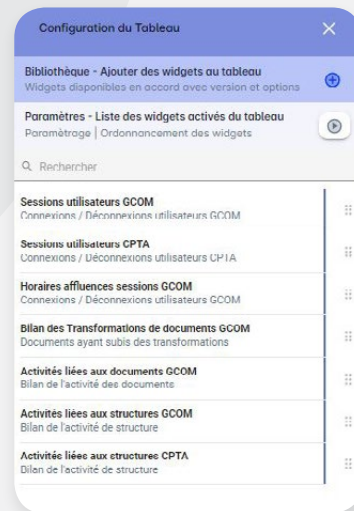 Configuration du Tableau
Bibliothèque - Ajouter des widgets au tableau
Widgets disponibles en accord avec version et options
Paramètres - Liste des widgets activés du tableau
Paramètrage | Ordonnancement des widgets
Rechercher
Sessions utilisateurs GCOM
Connexions / Déconnexions utilisateurs GCOM
Sessions utilisateurs CPTA
Connexions / Déconnexions utilisateurs CPTA
Horaires affluences sessions GCOM
Connexions / Déconnexions utilisateurs GCOM
Bilan des Transformations de documents GCOM
Documents ayant subis des transformations
Activités liées aux documents GCOM
Bilan de l'activité des documents
Activités liées aux structures GCOM
Bilan de l'activité de structure
Activités liées aux structures CPTA
Bilan de l'activité de structure